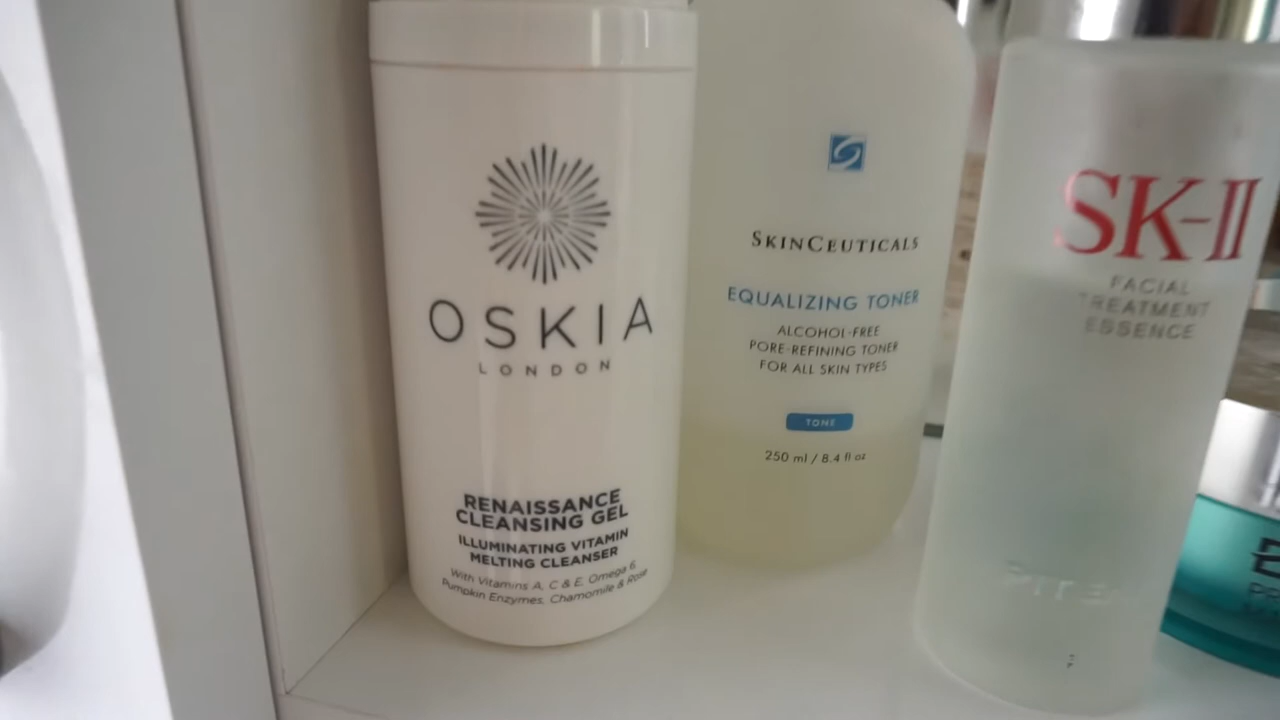 OSKIA
LONDON
RENAISSANCE
CLEANSING GEL
ILLUMINATING VITAMIN
MELTING CLEANSER
With Vitamins A, C & E, Omega 6,
Pumpkin Enzymes, Chamomile & Rose
SKINCEUTICALS
EQUALIZING TONER
ALCOHOL-FREE
PORE-REFINING TONER
FOR ALL SKIN TYPES
TONE
250 ml / 8.4 fl oz
SK-II
FACIAL
TREATMENT
ESSENCE